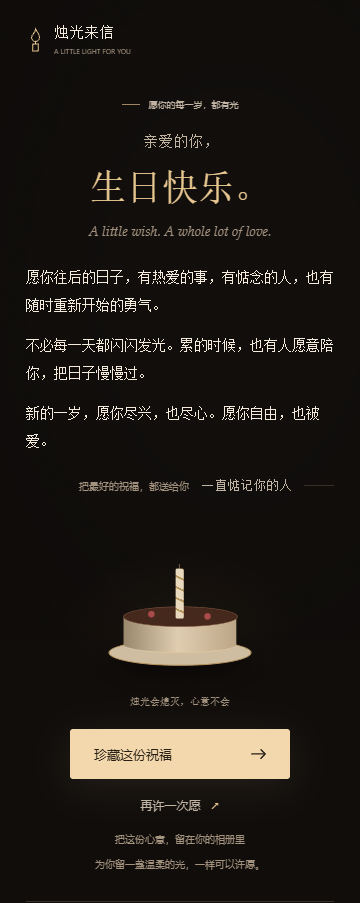 烛光来信
A LITTLE LIGHT FOR YOU
愿你的每一岁，都有光
亲爱的你，
生日快乐。
A little wish. A whole lot of love.
愿你往后的日子，有热爱的事，有惦念的人，也有
随时重新开始的勇气。
不必每一天都闪闪发光。累的时候，也有人愿意陪
你，把日子慢慢过。
新的一岁，愿你尽兴，也尽心。愿你自由，也被
爱。
把最好的祝福，都送给你 一直惦记你的人
烛光会熄灭，心意不会
珍藏这份祝福 →
再许一次愿 ↗
把这份心意，留在你的相册里
为你留一盏温柔的光，一样可以许愿。